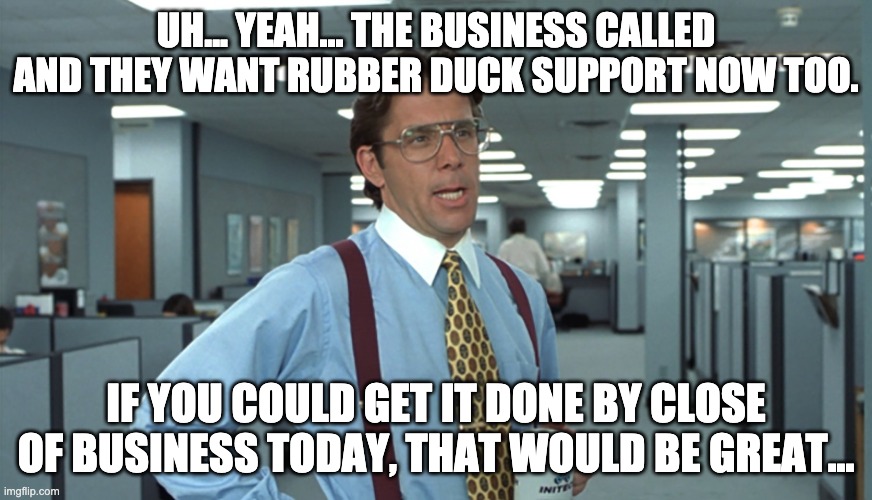 UH... YEAH... THE BUSINESS CALLED
AND THEY WANT RUBBER DUCK SUPPORT NOW TOO.
IF YOU COULD GET IT DONE BY CLOSE
OF BUSINESS TODAY, THAT WOULD BE GREAT...
imgflip.com